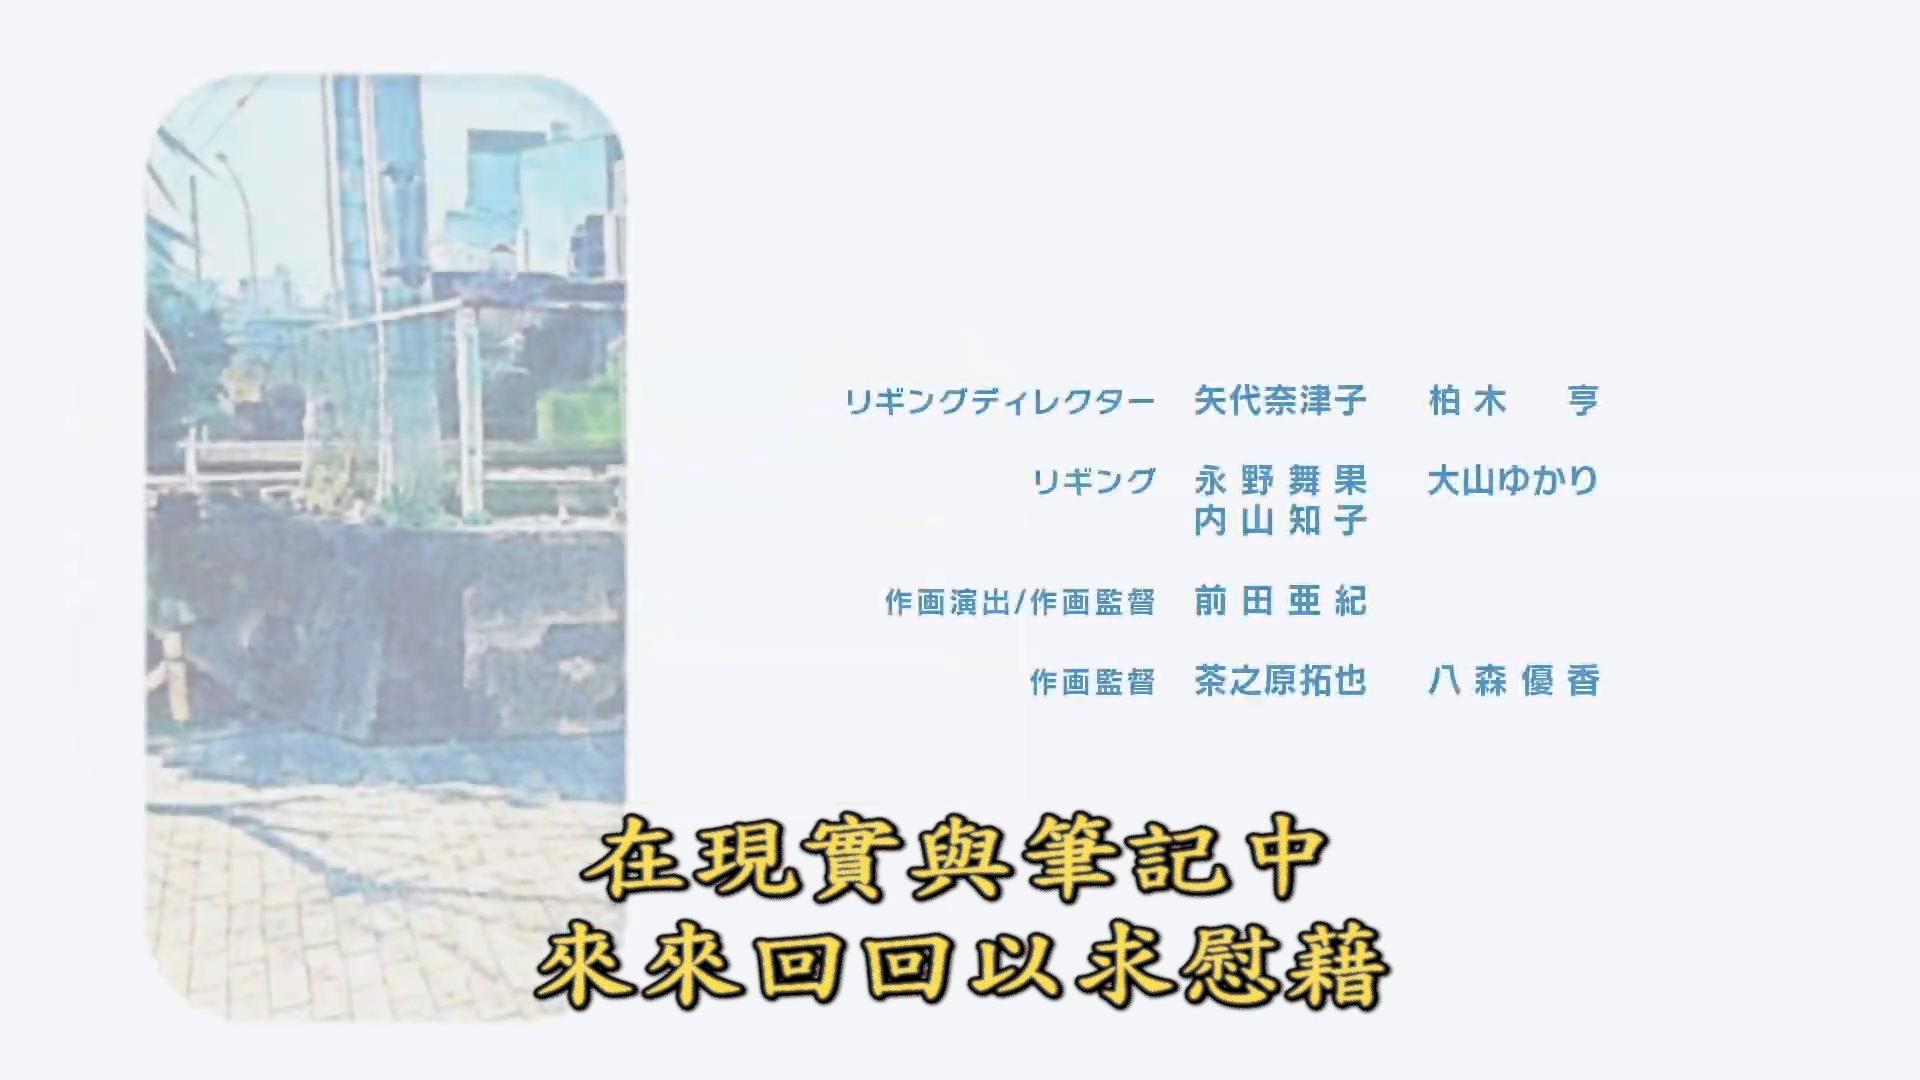 リギングディレクター 矢代奈津子 柏木 亨
リギング 永野舞果 大山ゆかり
内山知子
作画演出/作画監督 前田亜紀
作画監督 茶之原拓也 八森優香
在現實與筆記中
來來回回以求慰藉